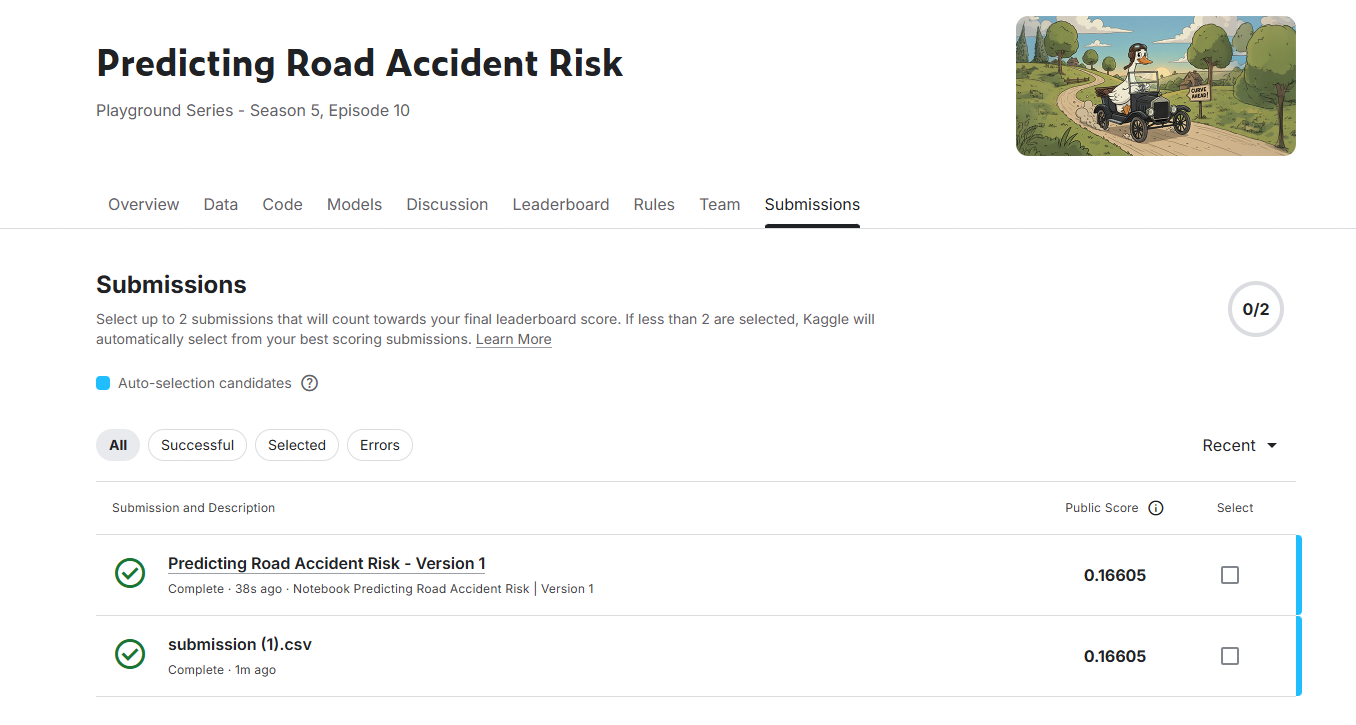 Predicting Road Accident Risk
Playground Series - Season 5, Episode 10
CURVE
AHEAD!
Overview Data Code Models Discussion Leaderboard Rules Team Submissions
Submissions
Select up to 2 submissions that will count towards your final leaderboard score. If less than 2 are selected, Kaggle will
automatically select from your best scoring submissions. Learn More
0/2
Auto-selection candidates
All Successful Selected Errors
Recent
Submission and Description Public Score Select
Predicting Road Accident Risk - Version 1
Complete · 38s ago · Notebook Predicting Road Accident Risk | Version 1
0.16605
submission (1).csv
Complete · 1m ago
0.16605